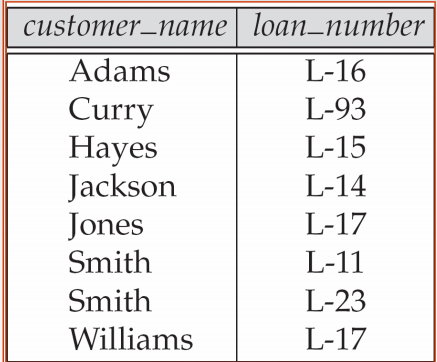 customer_name loan_number
Adams L-16
Curry L-93
Hayes L-15
Jackson L-14
Jones L-17
Smith L-11
Smith L-23
Williams L-17